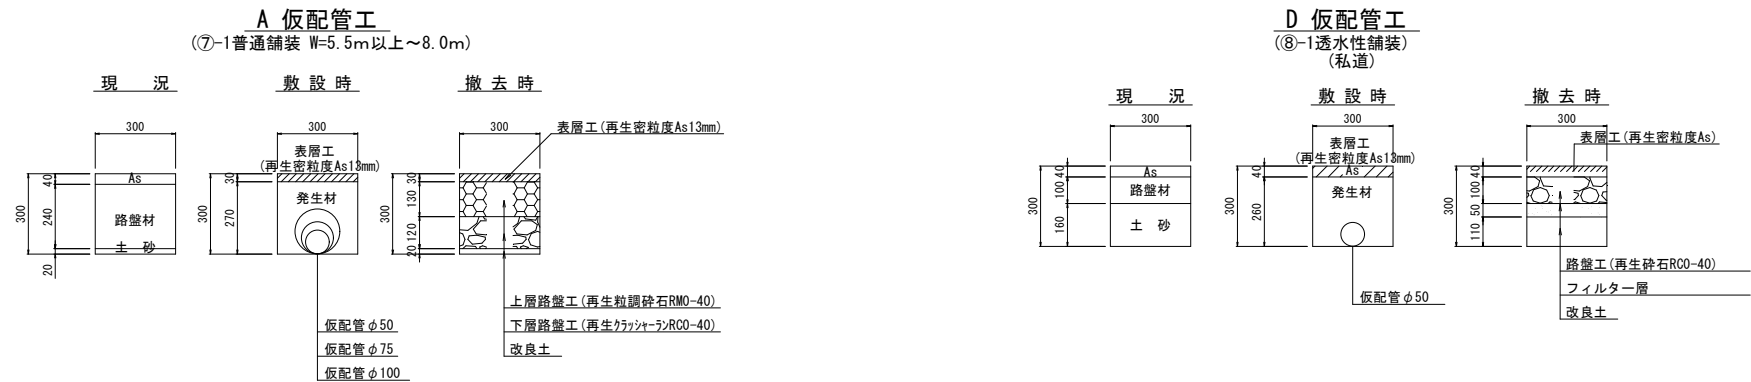 A 仮配管工
(⑦-1普通舗装 W=5.5m以上～8.0m)
現 況
敷 設 時
撤 去 時
300
300
300
表層工(再生密粒度As13mm)
表層工
(再生密粒度As13mm)
300
40
240
20
As
路盤材
土 砂
300
30
270
発生材
300
30
130
120
20
上層路盤工(再生粒調砕石RM0-40)
下層路盤工(再生クラッシャーランRC0-40)
改良土
仮配管φ50
仮配管φ75
仮配管φ100
D 仮配管工
(⑧-1透水性舗装)
(私道)
現 況
敷 設 時
撤 去 時
300
300
300
表層工(再生密粒度As)
表層工
(再生密粒度As13mm)
300
40
100
160
As
路盤材
土 砂
300
40
260
As
発生材
300
40
100
50
110
路盤工(再生砕石RC0-40)
フィルター層
改良土
仮配管φ50